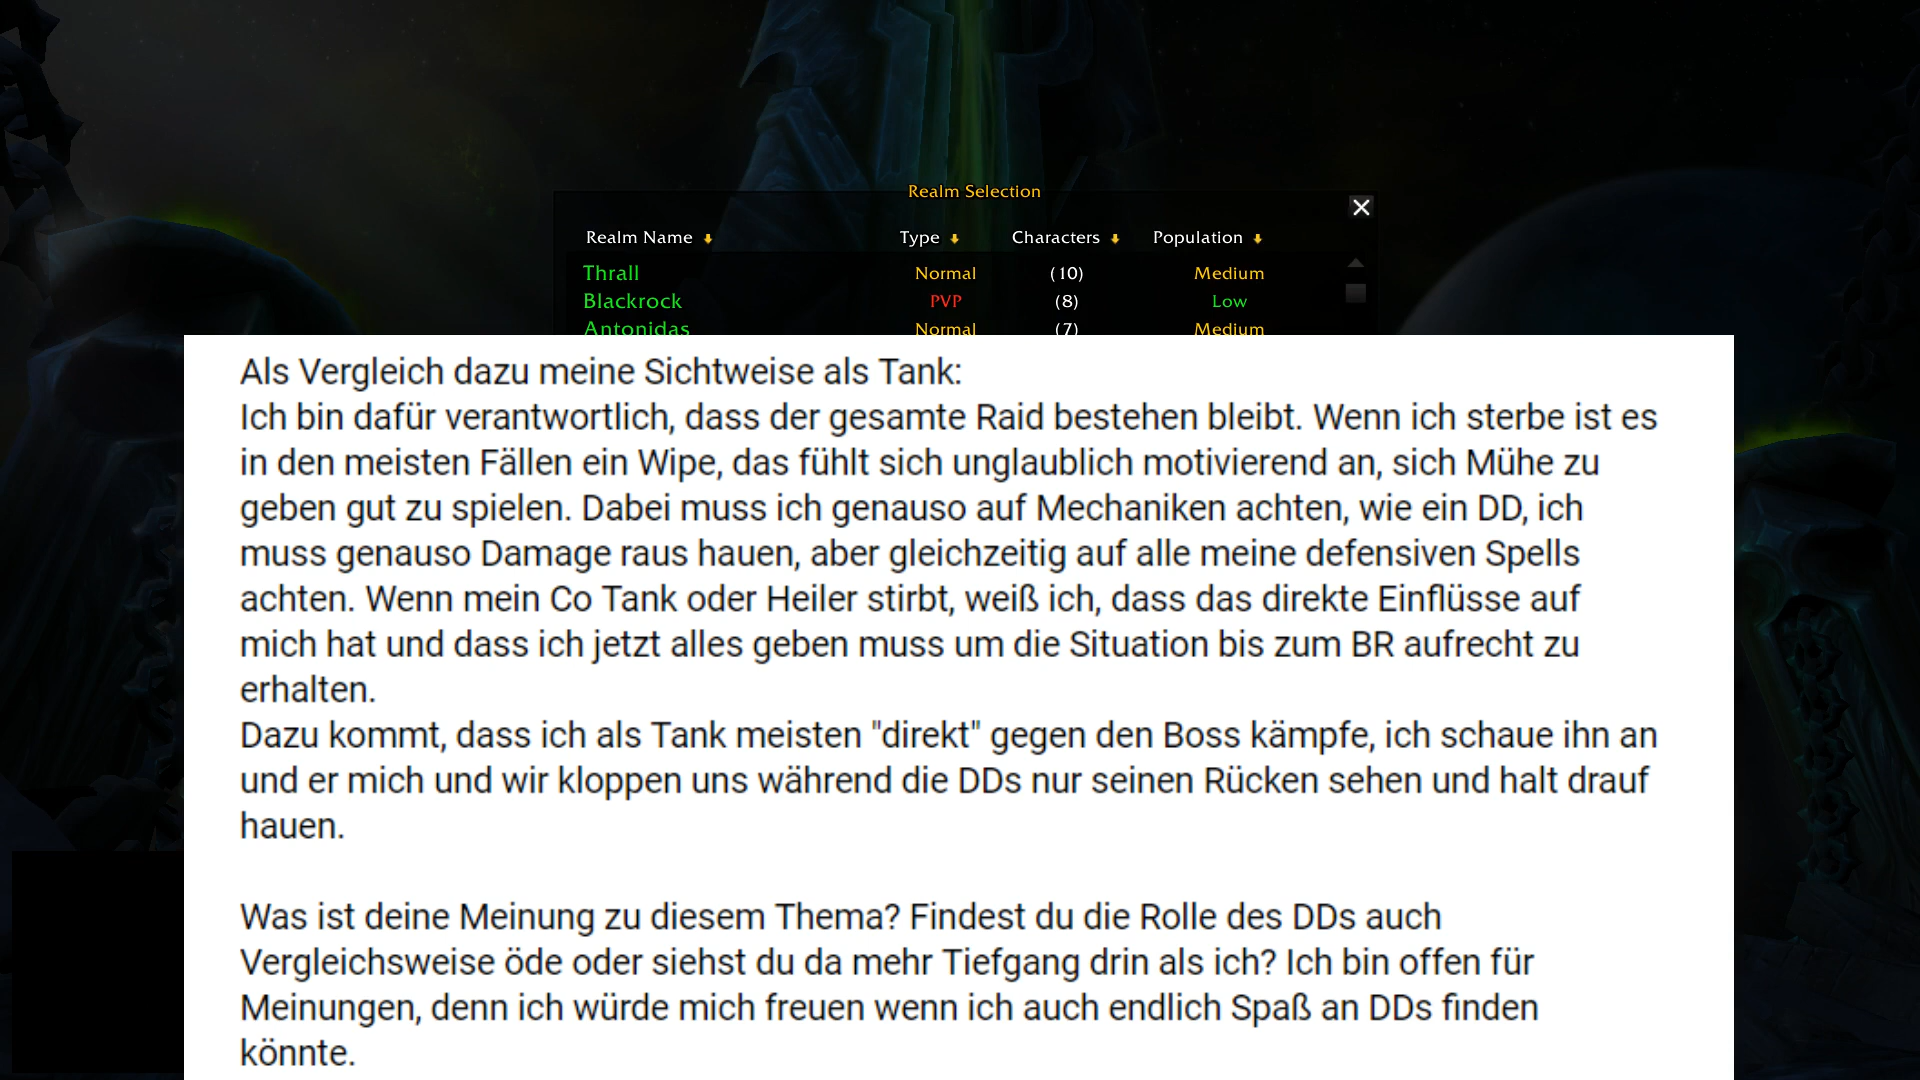 Realm Selection
Realm Name Type Characters Population
Thrall Normal (10) Medium
Blackrock PVP (8) Low
Antonidas Normal (7) Medium
Als Vergleich dazu meine Sichtweise als Tank:
Ich bin dafür verantwortlich, dass der gesamte Raid bestehen bleibt. Wenn ich sterbe ist es
in den meisten Fällen ein Wipe, das fühlt sich unglaublich motivierend an, sich Mühe zu
geben gut zu spielen. Dabei muss ich genauso auf Mechaniken achten, wie ein DD, ich
muss genauso Damage raus hauen, aber gleichzeitig auf alle meine defensiven Spells
achten. Wenn mein Co Tank oder Heiler stirbt, weiß ich, dass das direkte Einflüsse auf
mich hat und dass ich jetzt alles geben muss um die Situation bis zum BR aufrecht zu
erhalten.
Dazu kommt, dass ich als Tank meisten "direkt" gegen den Boss kämpfe, ich schaue ihn an
und er mich und wir kloppen uns während die DDs nur seinen Rücken sehen und halt drauf
hauen.
Was ist deine Meinung zu diesem Thema? Findest du die Rolle des DDs auch
Vergleichsweise öde oder siehst du da mehr Tiefgang drin als ich? Ich bin offen für
Meinungen, denn ich würde mich freuen wenn ich auch endlich Spaß an DDs finden
könnte.